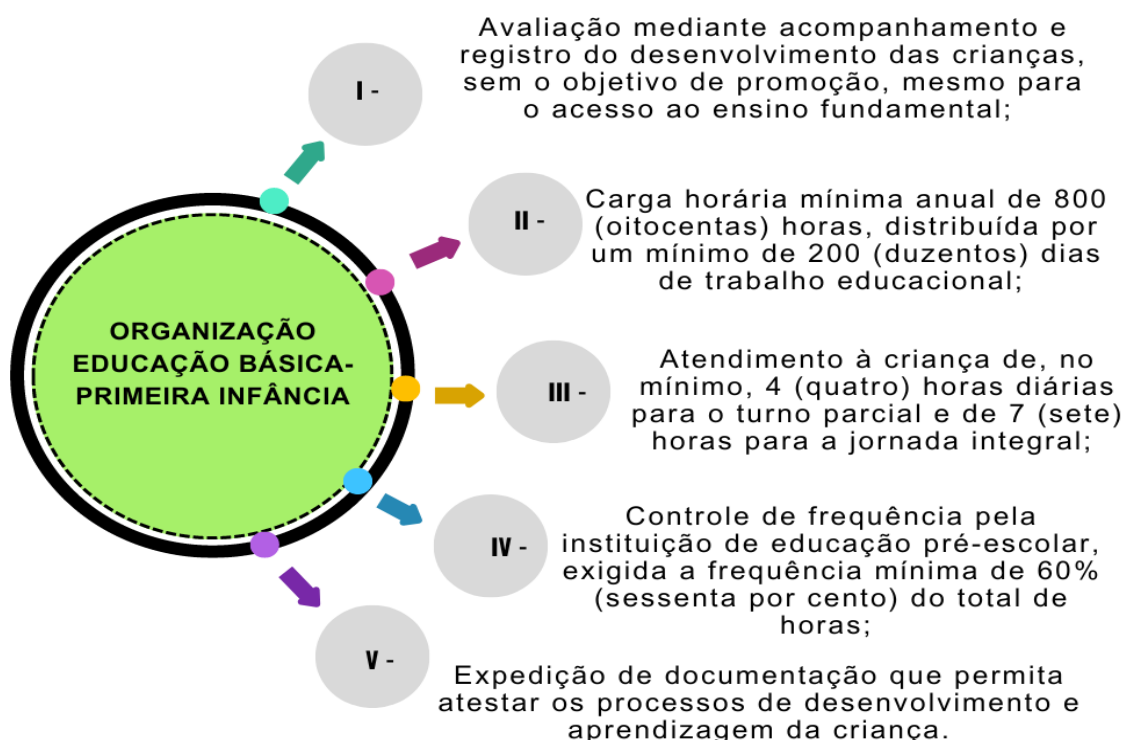 ORGANIZAÇÃO
EDUCAÇÃO BÁSICA-
PRIMEIRA INFÂNCIA
I -
Avaliação mediante acompanhamento e
registro do desenvolvimento das crianças,
sem o objetivo de promoção, mesmo para
o acesso ao ensino fundamental;
II -
Carga horária mínima anual de 800
(oitocentas) horas, distribuída por
um mínimo de 200 (duzentos) dias
de trabalho educacional;
III -
Atendimento à criança de, no
mínimo, 4 (quatro) horas diárias
para o turno parcial e de 7 (sete)
horas para a jornada integral;
IV -
Controle de frequência pela
instituição de educação pré-escolar,
exigida a frequência mínima de 60%
(sessenta por cento) do total de
horas;
V -
Expedição de documentação que permita
atestar os processos de desenvolvimento e
aprendizagem da criança.